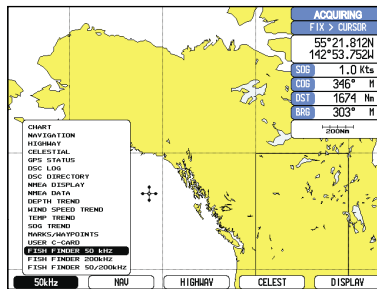 ACQUIRING
FIX > CURSOR
55°21.812N
142°53.752W
SOG 1.0 Kts
COG 346° M
DST 1674 Nm
BRG 303° M
200Nm
CHART
NAVIGATION
HIGHWAY
CELESTIAL
GPS STATUS
DSC LOG
DSC DIRECTORY
NMEA DISPLAY
NMEA DATA
DEPTH TREND
WIND SPEED TREND
TEMP TREND
SOG TREND
MARKS/WAYPOINTS
USER C-CARD
FISH FINDER 50 kHz
FISH FINDER 200kHz
FISH FINDER 50/200kHz
50kHz NAV HIGHWAY CELEST DISPLAY